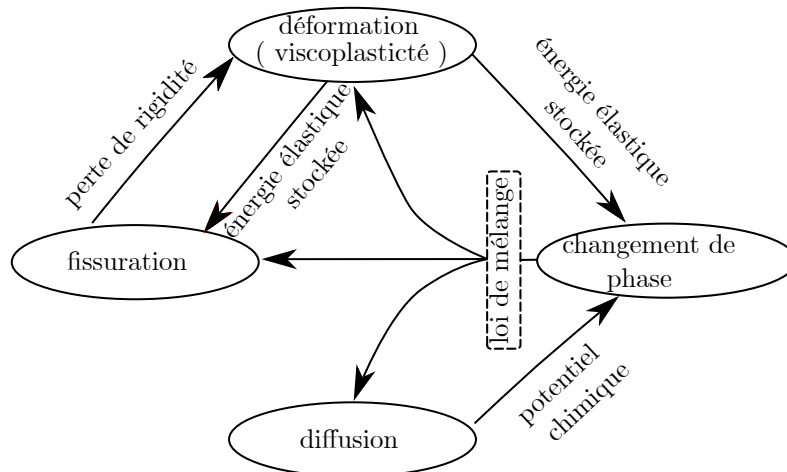 déformation
( viscoplasticté )
énergie élastique
stockée
perte de rigidité
énergie élastique
stockée
fissuration
loi de mélange
changement de
phase
potentiel
chimique
diffusion